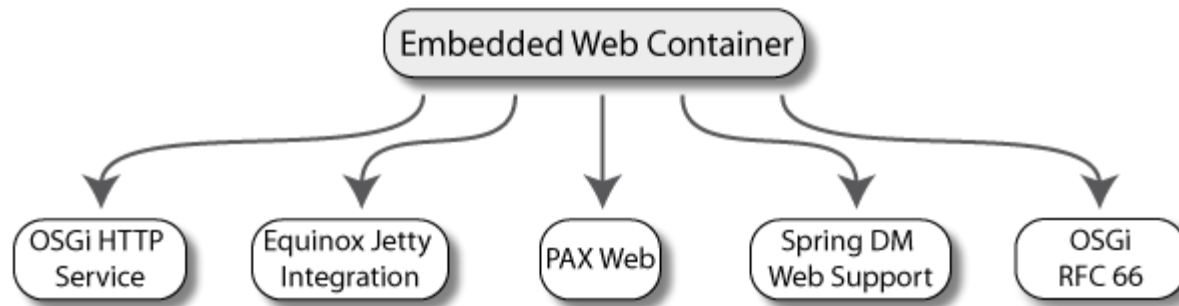 Embedded Web Container
OSGi HTTP
Service
Equinox Jetty
Integration
PAX Web
Spring DM
Web Support
OSGi
RFC 66